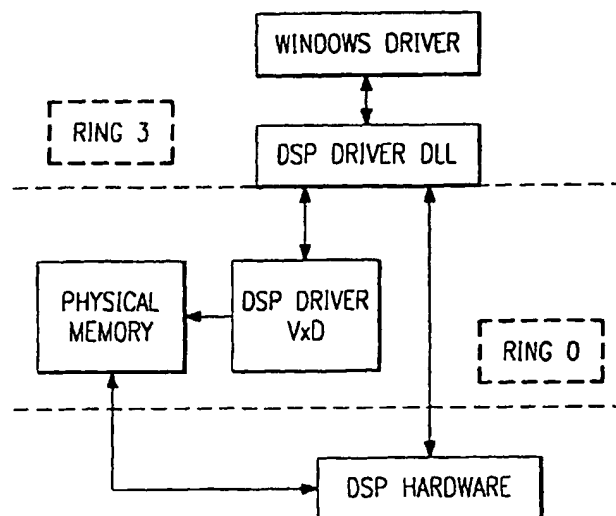 WINDOWS DRIVER
RING 3
DSP DRIVER DLL
PHYSICAL
MEMORY
DSP DRIVER
VxD
RING 0
DSP HARDWARE